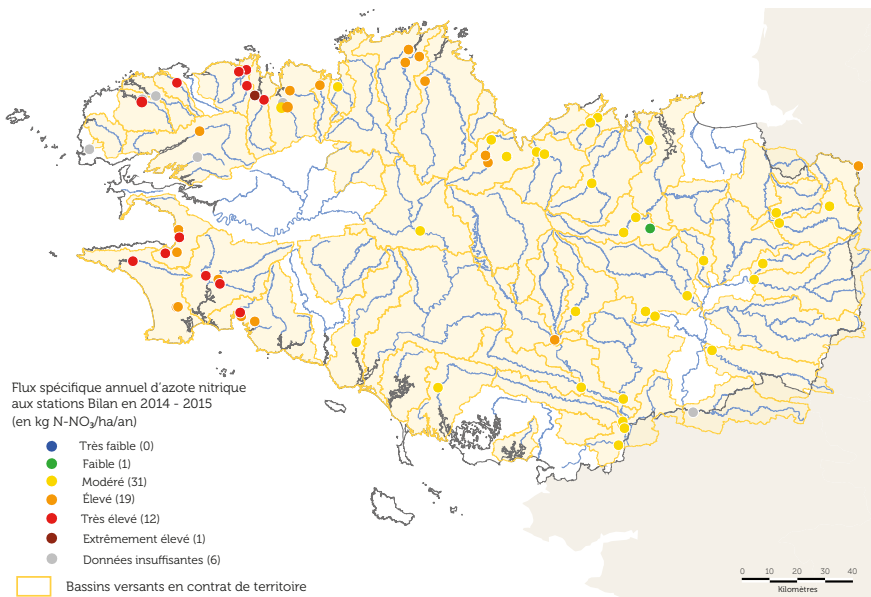 Flux spécifique annuel d'azote nitrique
aux stations Bilan en 2014 - 2015
(en kg N-NO₃/ha/an)
Très faible (0)
Faible (1)
Modéré (31)
Élevé (19)
Très élevé (12)
Extrêmement élevé (1)
Données insuffisantes (6)
Bassins versants en contrat de territoire
0 10 20 30 40
Kilomètres